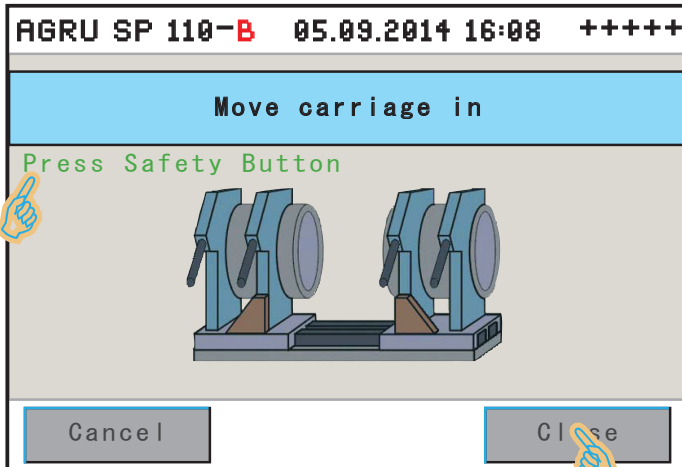 AGRU SP 110-B 05.09.2014 16:08 +++++
Move carriage in
Press Safety Button
Cancel Close